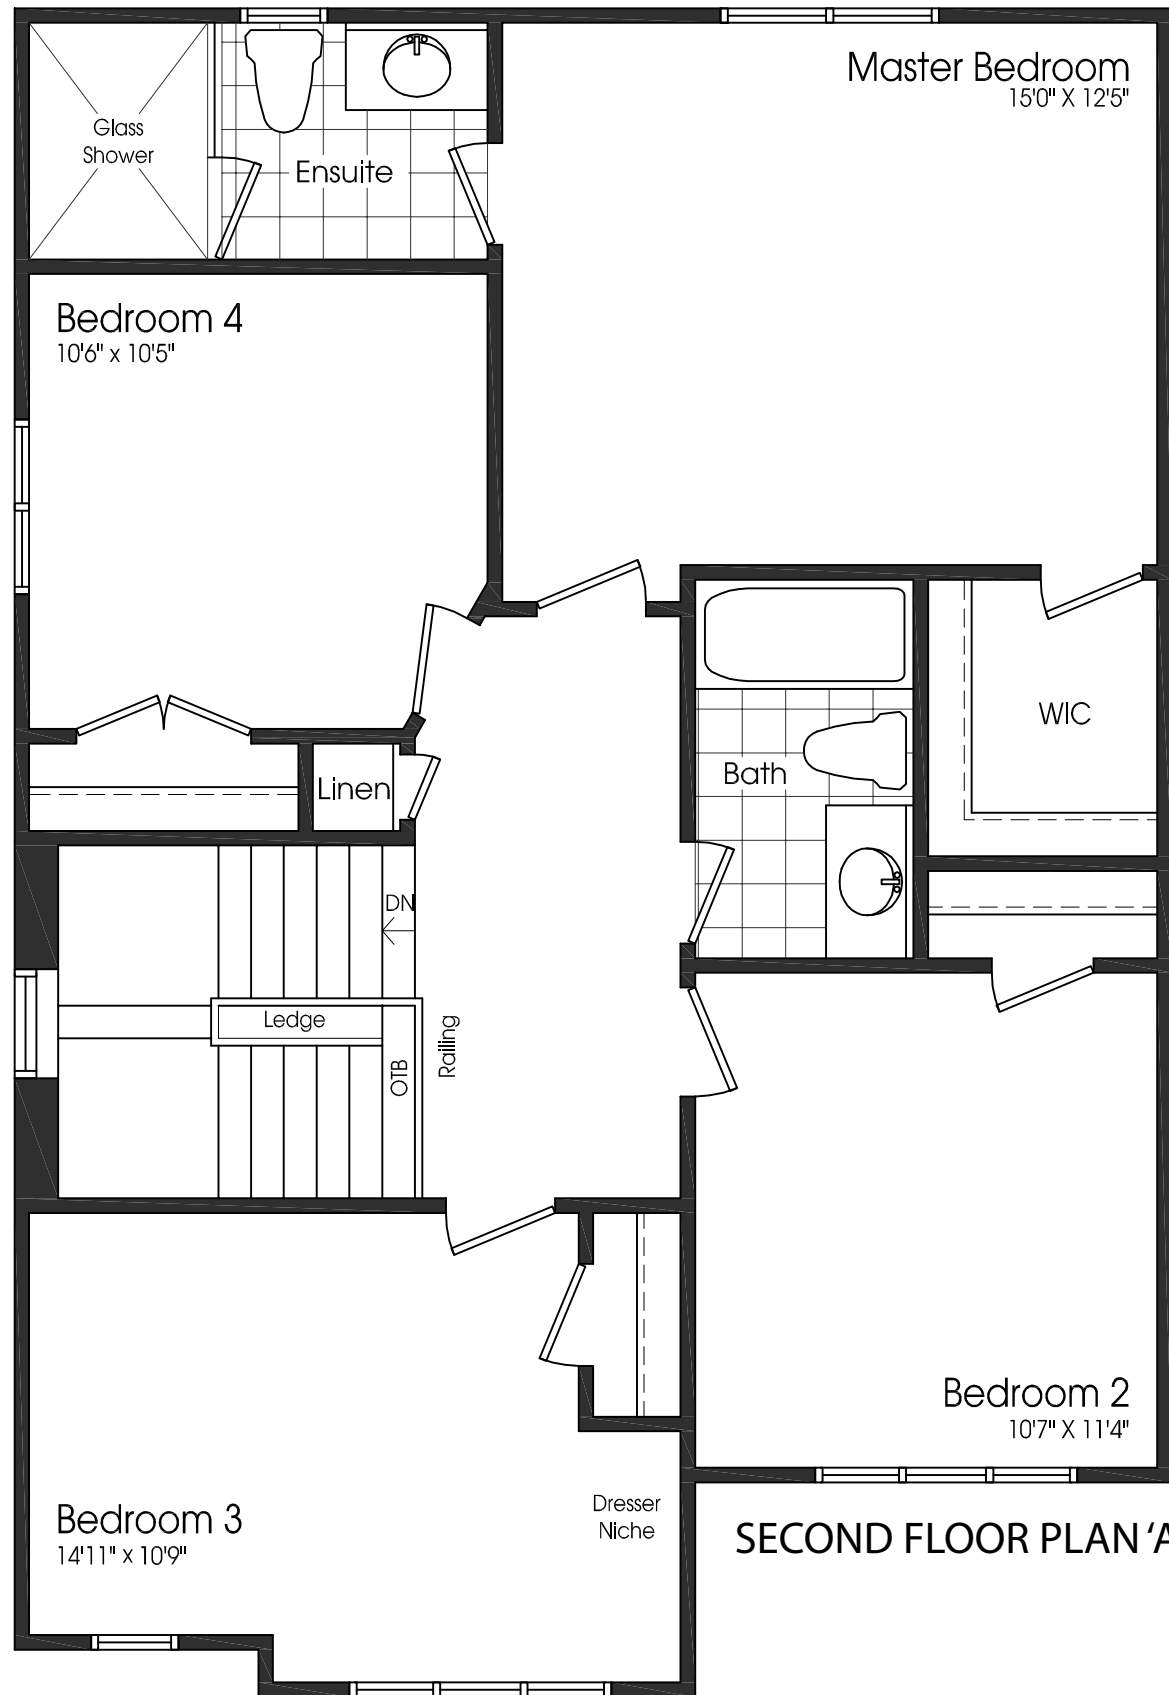 Master Bedroom
15'0" X 12'5"
Glass
Shower
Ensuite
Bedroom 4
10'6" x 10'5"
WIC
Bath
Linen
DN
Ledge
OTB
Railing
Bedroom 2
10'7" X 11'4"
Bedroom 3
14'11" x 10'9"
Dresser
Niche
SECOND FLOOR PLAN 'A